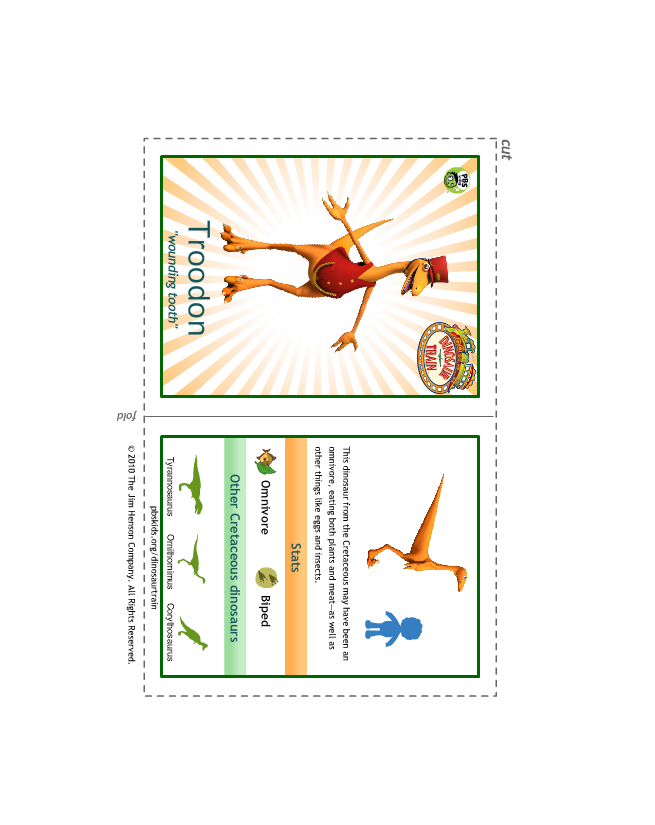 cut
PBS
KIDS
DINOSAUR
TRAIN
Troodon
"wounding tooth"
fold
This dinosaur from the Cretaceous may have been an
omnivore, eating both plants and meat—as well as
other things like eggs and insects.
Stats
Omnivore Biped
Other Cretaceous dinosaurs
Tyrannosaurus Ornithomimus Corythosaurus
pbskids.org/dinosaurtrain
© 2010 The Jim Henson Company. All Rights Reserved.